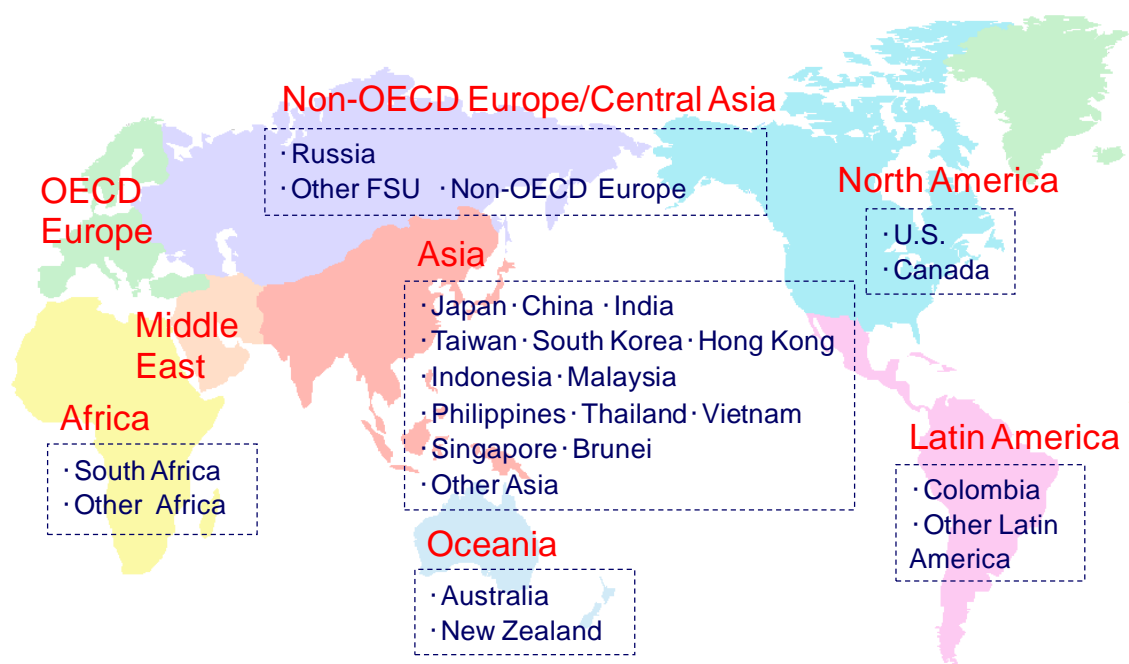 Non-OECD Europe/Central Asia
·Russia
·Other FSU ·Non-OECD Europe
OECD
Europe
North America
·U.S.
·Canada
Asia
·Japan·China ·India
·Taiwan·South Korea·Hong Kong
·Indonesia·Malaysia
·Philippines·Thailand·Vietnam
·Singapore·Brunei
·Other Asia
Middle
East
Africa
·South Africa
·Other Africa
Latin America
·Colombia
·Other Latin
America
Oceania
·Australia
·New Zealand